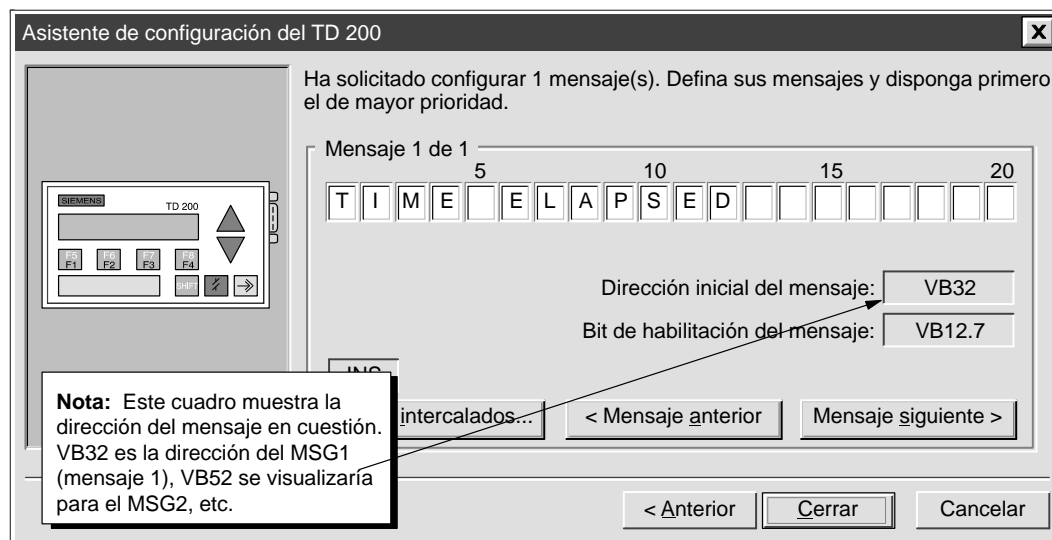 Asistente de configuración del TD 200
X
Ha solicitado configurar 1 mensaje(s). Defina sus mensajes y disponga primero
el de mayor prioridad.
Mensaje 1 de 1
5 10 15 20
TIME ELAPSED
SIEMENS
TD 200
F5 F6 F7 F8
F1 F2 F3 F4
SHIFT
Dirección inicial del mensaje: VB32
Bit de habilitación del mensaje: VB12.7
INS
intercalados... < Mensaje anterior Mensaje siguiente >
Nota: Este cuadro muestra la
dirección del mensaje en cuestión.
VB32 es la dirección del MSG1
(mensaje 1), VB52 se visualizaría
para el MSG2, etc.
< Anterior Cerrar Cancelar